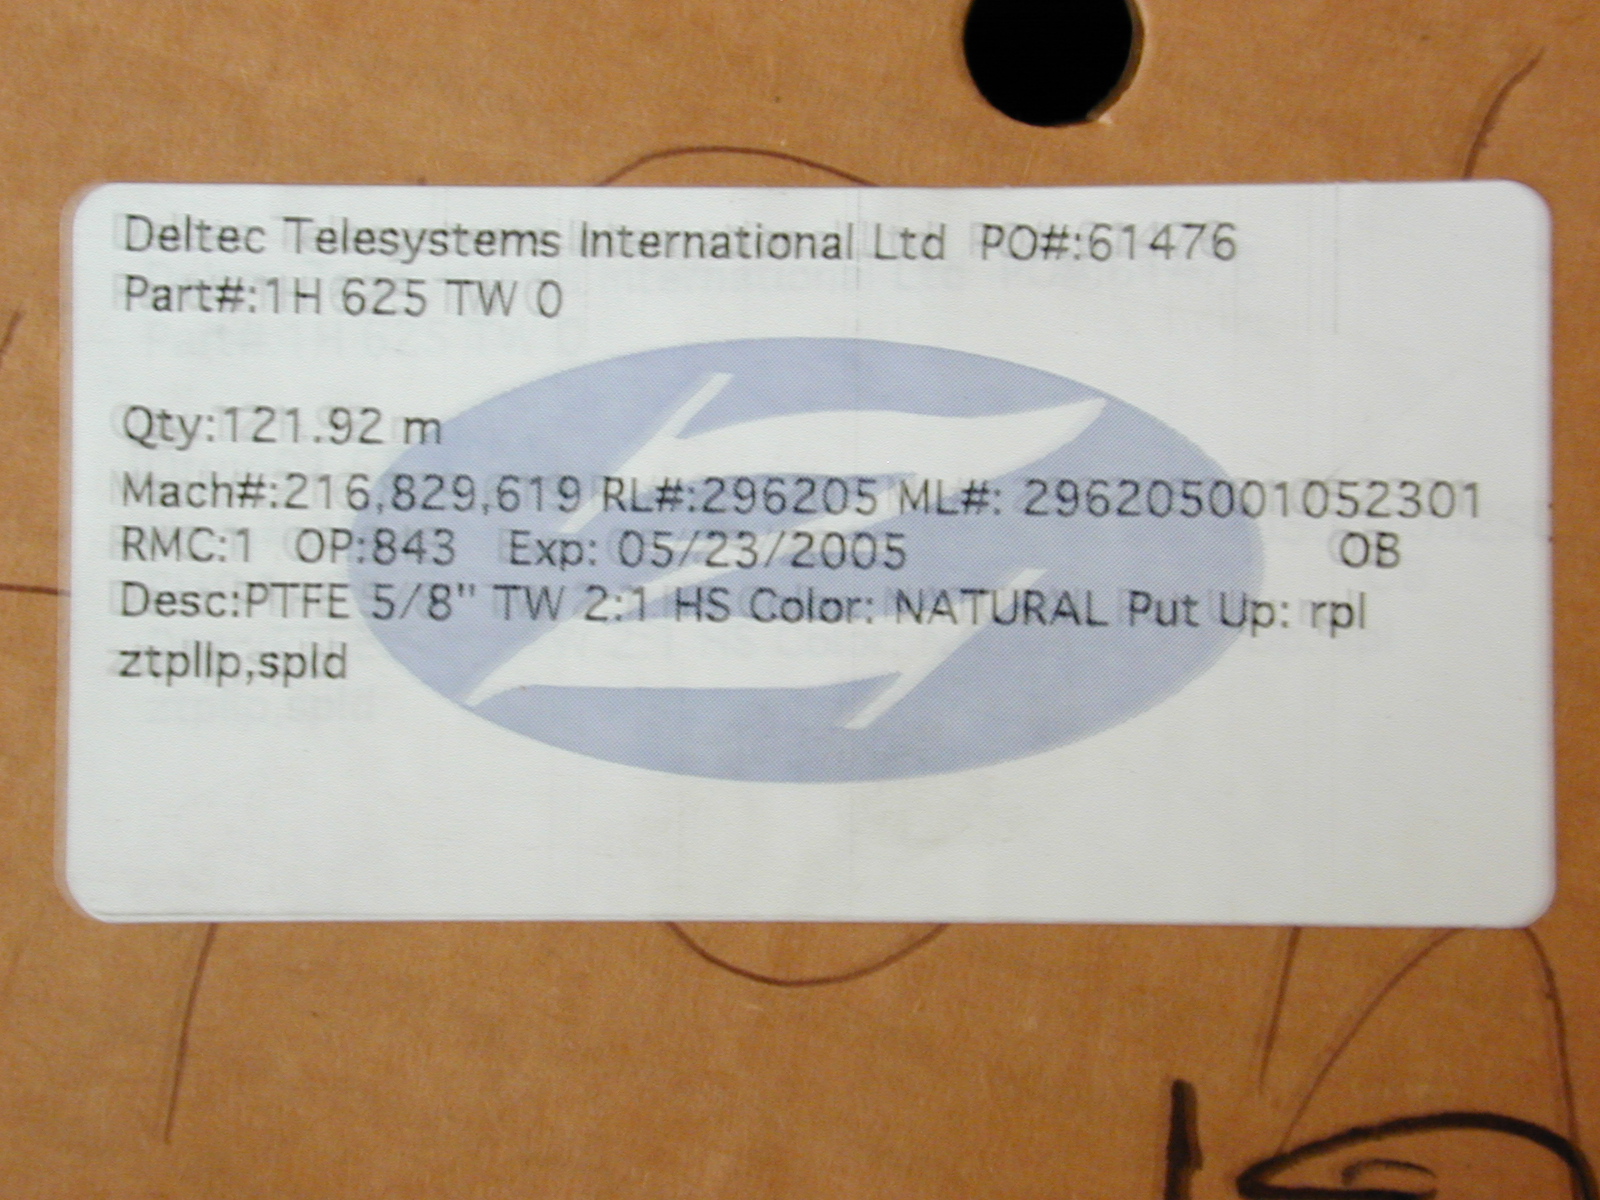 Deltec Telesystems International Ltd PO#:61476
Part#:1H 625 TW 0
Qty:121.92 m
Mach#:216,829,619 RL#:296205 ML#: 296205001052301
RMC:1 OP:843 Exp: 05/23/2005 OB
Desc:PTFE 5/8" TW 2:1 HS Color: NATURAL Put Up: rpl
ztpllp,spld